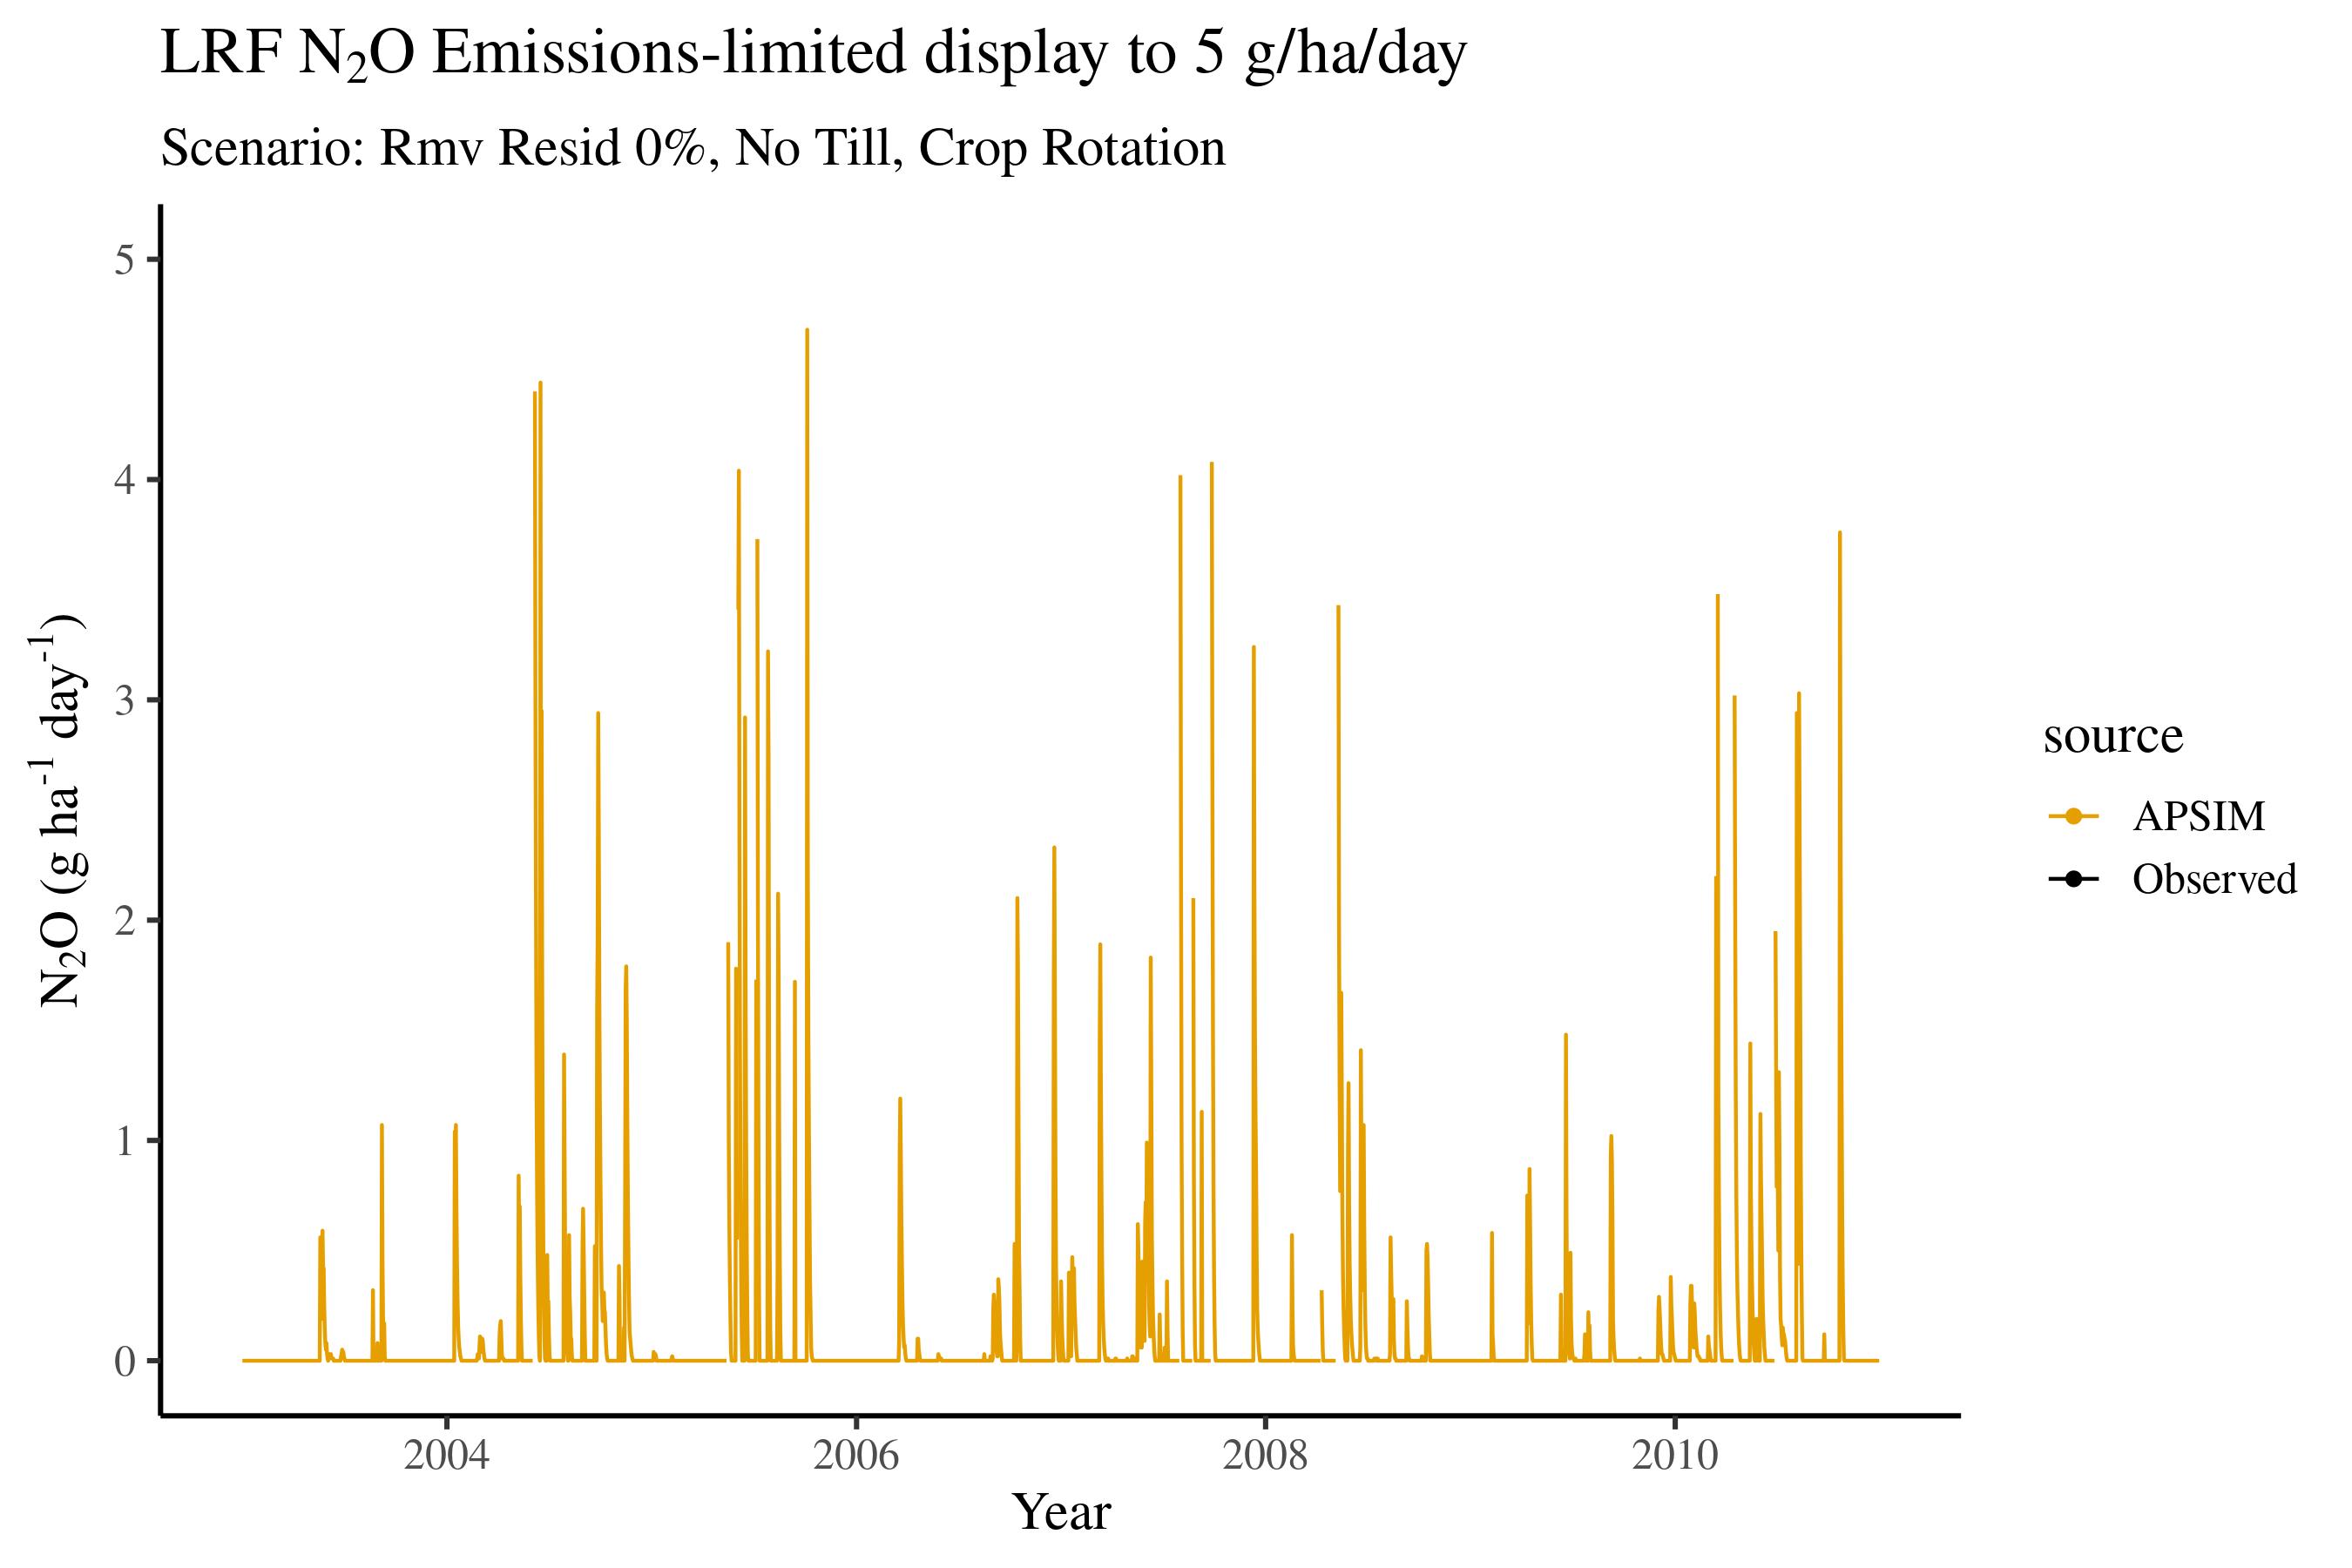 LRF N₂O Emissions-limited display to 5 g/ha/day
Scenario: Rmv Resid 0%, No Till, Crop Rotation
N₂O (g ha⁻¹ day⁻¹)
5
4
3
2
1
0
2004 2006 2008 2010
Year
source
APSIM
Observed